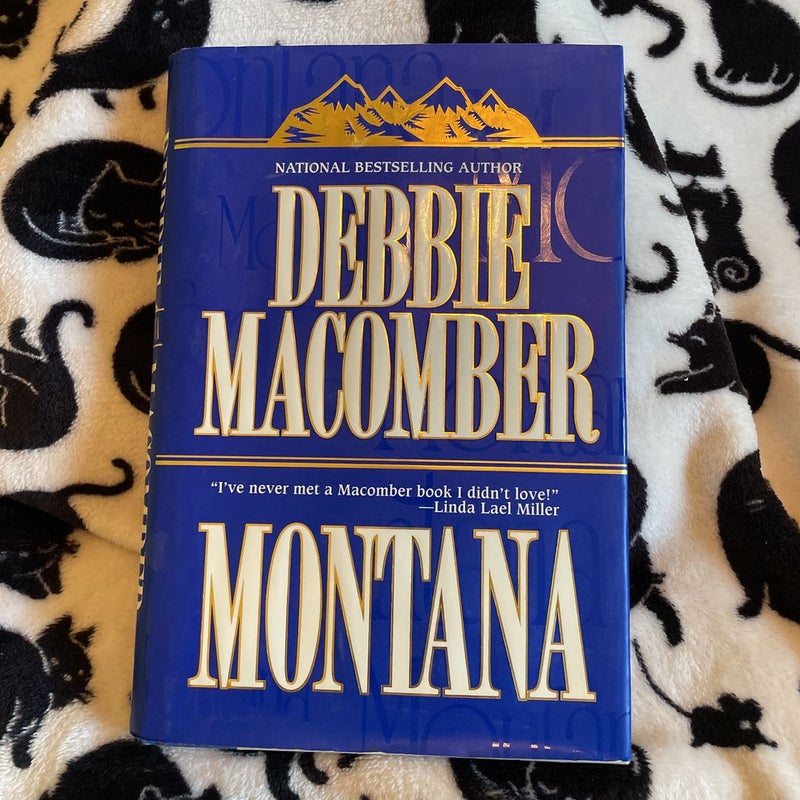 NATIONAL BESTSELLING AUTHOR
DEBBIE
MACOMBER
“I've never met a Macomber book I didn't love!”
—Linda Lael Miller
MONTANA